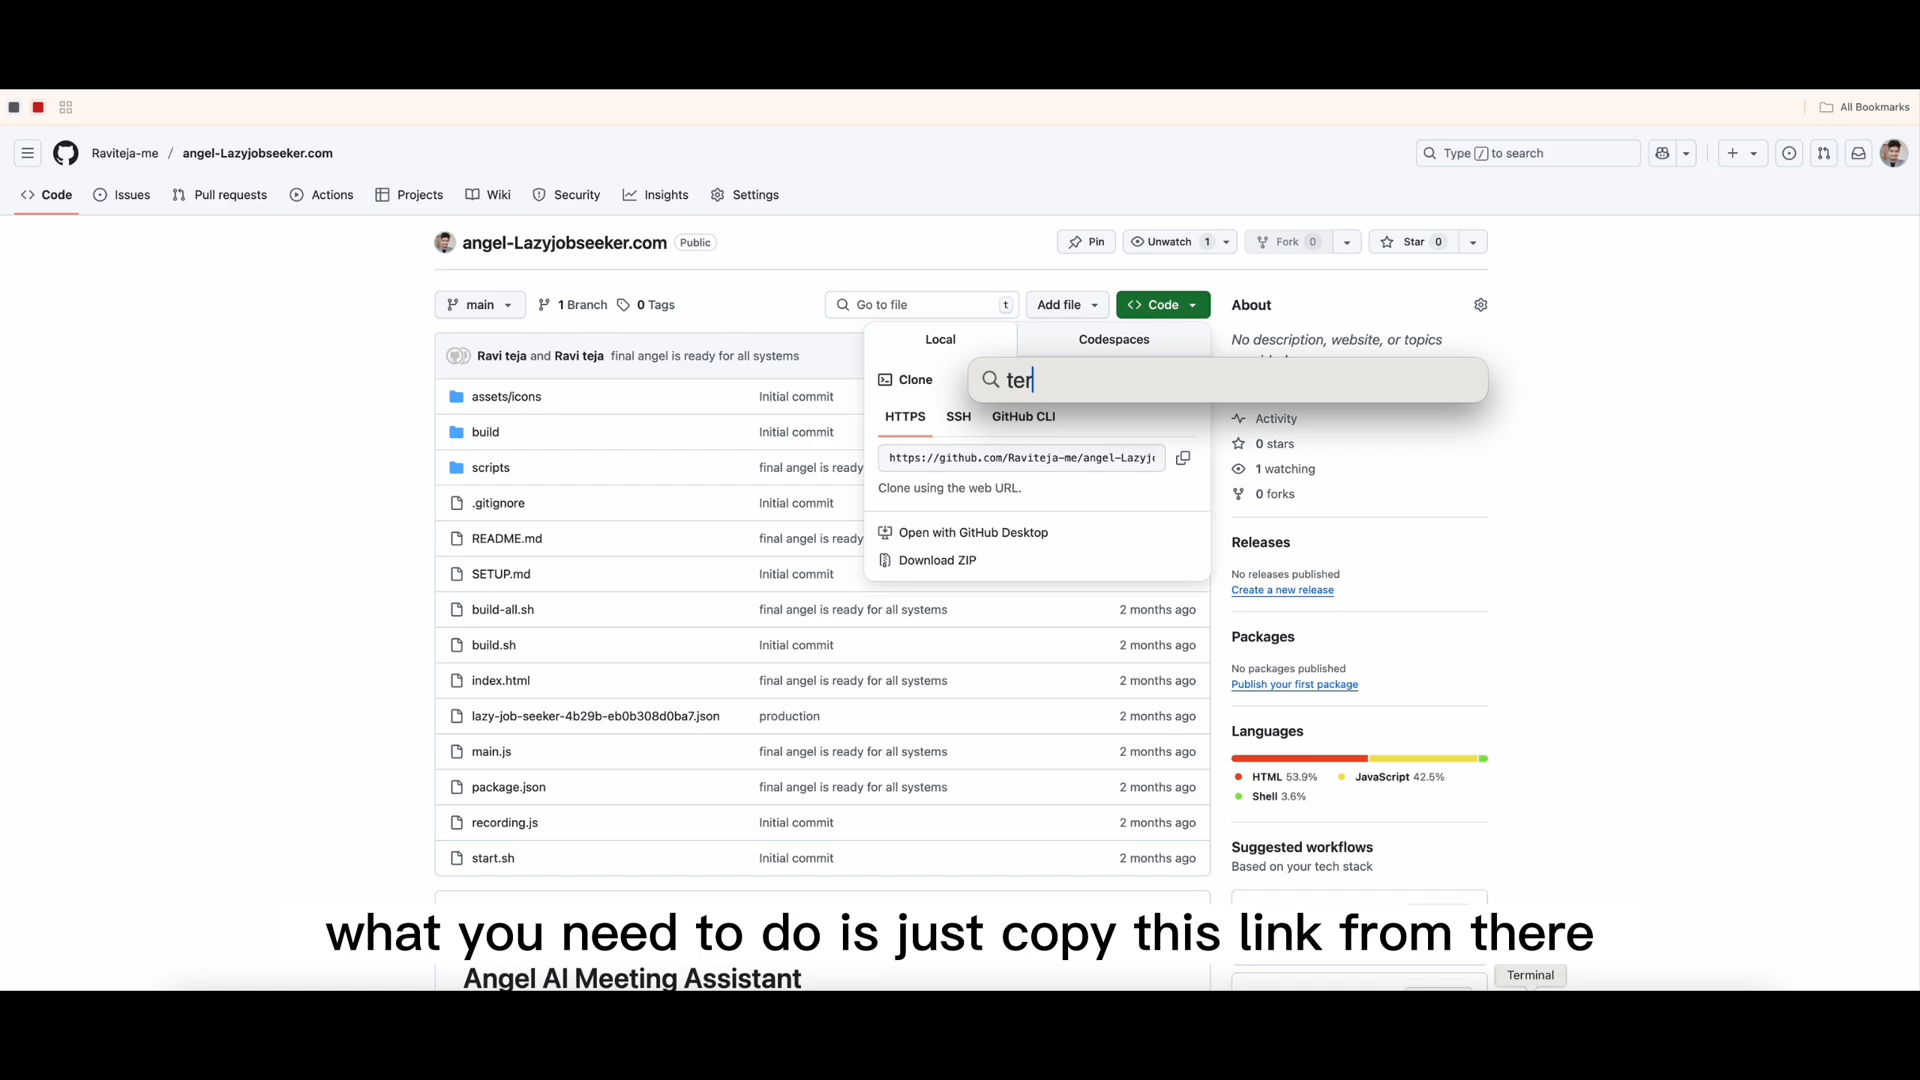 All Bookmarks
Raviteja-me / angel-Lazyjobseeker.com
Type / to search
Code
Issues
Pull requests
Actions
Projects
Wiki
Security
Insights
Settings
angel-Lazyjobseeker.com Public
Pin
Unwatch 1
Fork 0
Star 0
main
1 Branch
0 Tags
Go to file t
Add file
Code
Local
Codespaces
Clone
ter
HTTPS
SSH
GitHub CLI
https://github.com/Raviteja-me/angel-Lazyj
Clone using the web URL.
Open with GitHub Desktop
Download ZIP
Ravi teja and Ravi teja final angel is ready for all systems
assets/icons Initial commit
build Initial commit
scripts final angel is ready
.gitignore Initial commit
README.md final angel is ready
SETUP.md Initial commit
build-all.sh final angel is ready for all systems 2 months ago
build.sh Initial commit 2 months ago
index.html final angel is ready for all systems 2 months ago
lazy-job-seeker-4b29b-eb0b308d0ba7.json production 2 months ago
main.js final angel is ready for all systems 2 months ago
package.json final angel is ready for all systems 2 months ago
recording.js Initial commit 2 months ago
start.sh Initial commit 2 months ago
About
No description, website, or topics
Activity
0 stars
1 watching
0 forks
Releases
No releases published
Create a new release
Packages
No packages published
Publish your first package
Languages
HTML 53.9%
JavaScript 42.5%
Shell 3.6%
Suggested workflows
Based on your tech stack
what you need to do is just copy this link from there
Angel AI Meeting Assistant
Terminal